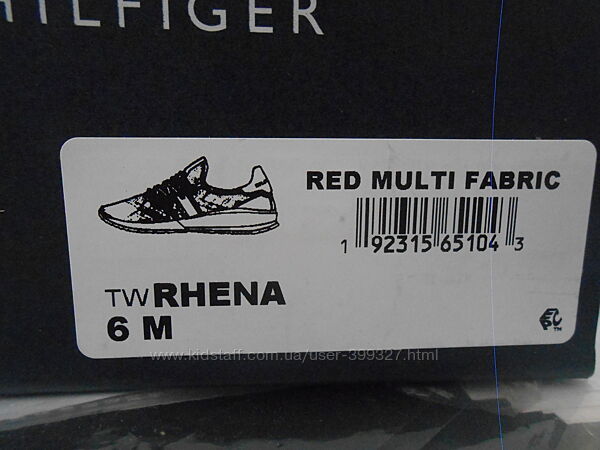 HILFIGER
RED MULTI FABRIC
1 92315 65104 3
TW RHENA
6 M
www.kidstaff.com.ua/user-399327.html